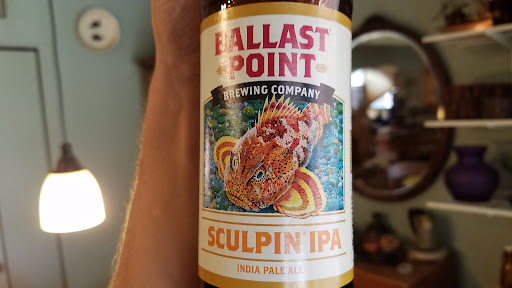 BALLAST
POINT
BREWING COMPANY
SCULPIN® IPA
INDIA PALE ALE